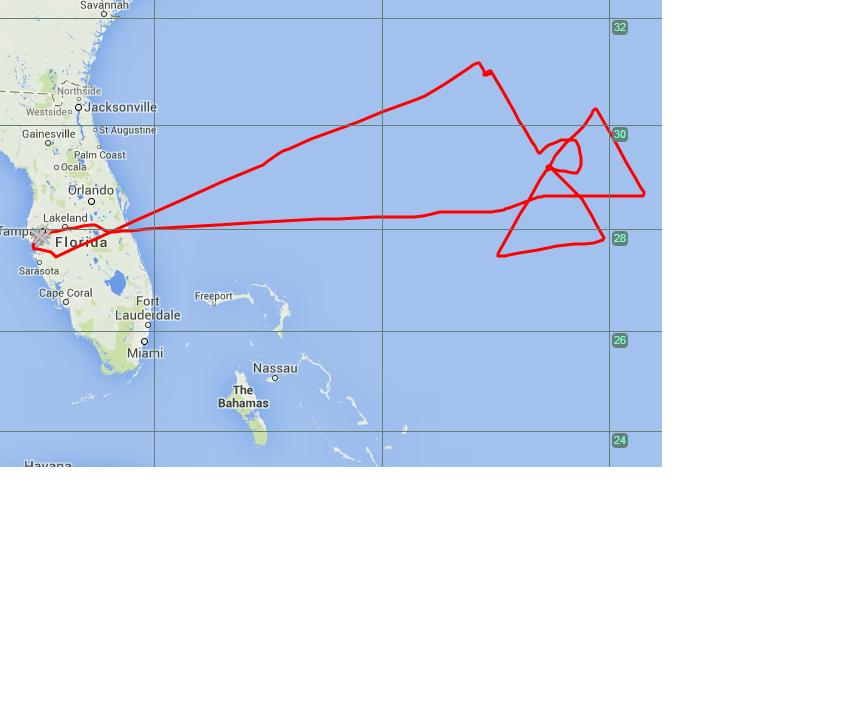 Savannah
32
Northside
Jacksonville
Westside
30
St Augustine
Gainesville
Palm Coast
Ocala
Orlando
Lakeland
Tampa
Florida
28
Sarasota
Cape Coral
Freeport
Fort
Lauderdale
26
Miami
Nassau
The
Bahamas
24
Havana